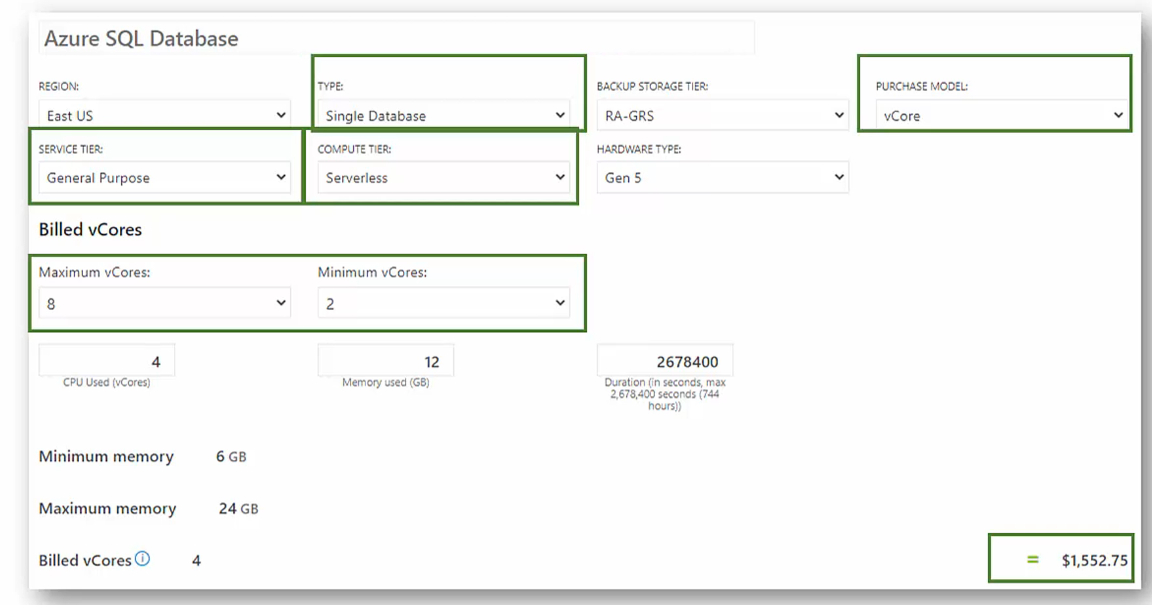 Azure SQL Database
REGION:
TYPE:
BACKUP STORAGE TIER:
PURCHASE MODEL:
East US
Single Database
RA-GRS
vCore
SERVICE TIER:
COMPUTE TIER:
HARDWARE TYPE:
General Purpose
Serverless
Gen 5
Billed vCores
Maximum vCores:
Minimum vCores:
8
2
4
12
2678400
CPU Used (vCores)
Memory used (GB)
Duration (in seconds, max
2,678,400 seconds (744
hours))
Minimum memory 6 GB
Maximum memory 24 GB
Billed vCores 4
= $1,552.75